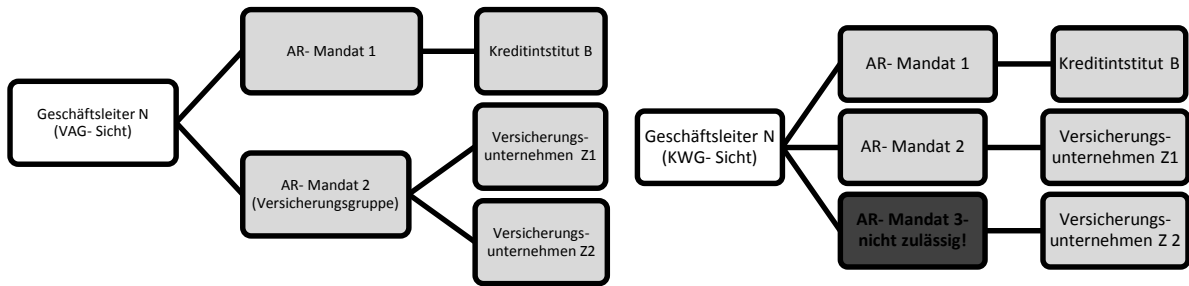 Geschäftsleiter N
(VAG- Sicht)
AR- Mandat 1
Kreditintstitut B
AR- Mandat 2
(Versicherungsgruppe)
Versicherungs-
unternehmen Z1
Versicherungs-
unternehmen Z2
Geschäftsleiter N
(KWG- Sicht)
AR- Mandat 1
Kreditintstitut B
AR- Mandat 2
Versicherungs-
unternehmen Z1
AR- Mandat 3-
nicht zulässig!
Versicherungs-
unternehmen Z 2